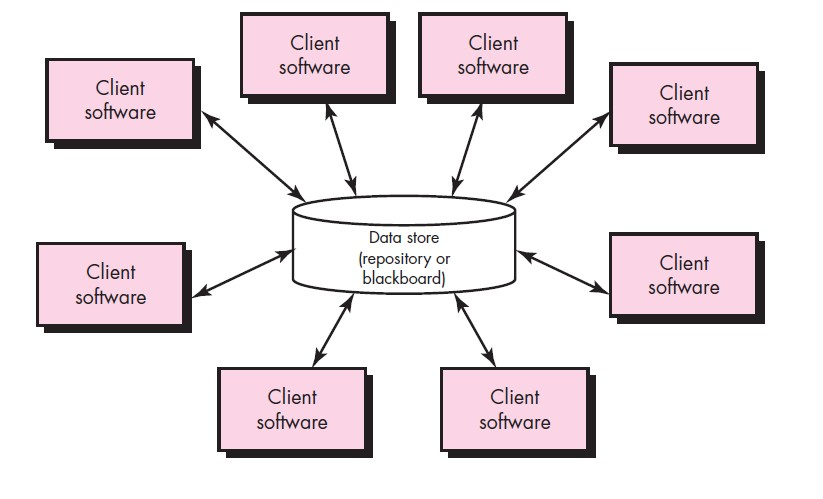 Client
software
Client
software
Client
software
Client
software
Data store
(repository or
blackboard)
Client
software
Client
software
Client
software
Client
software